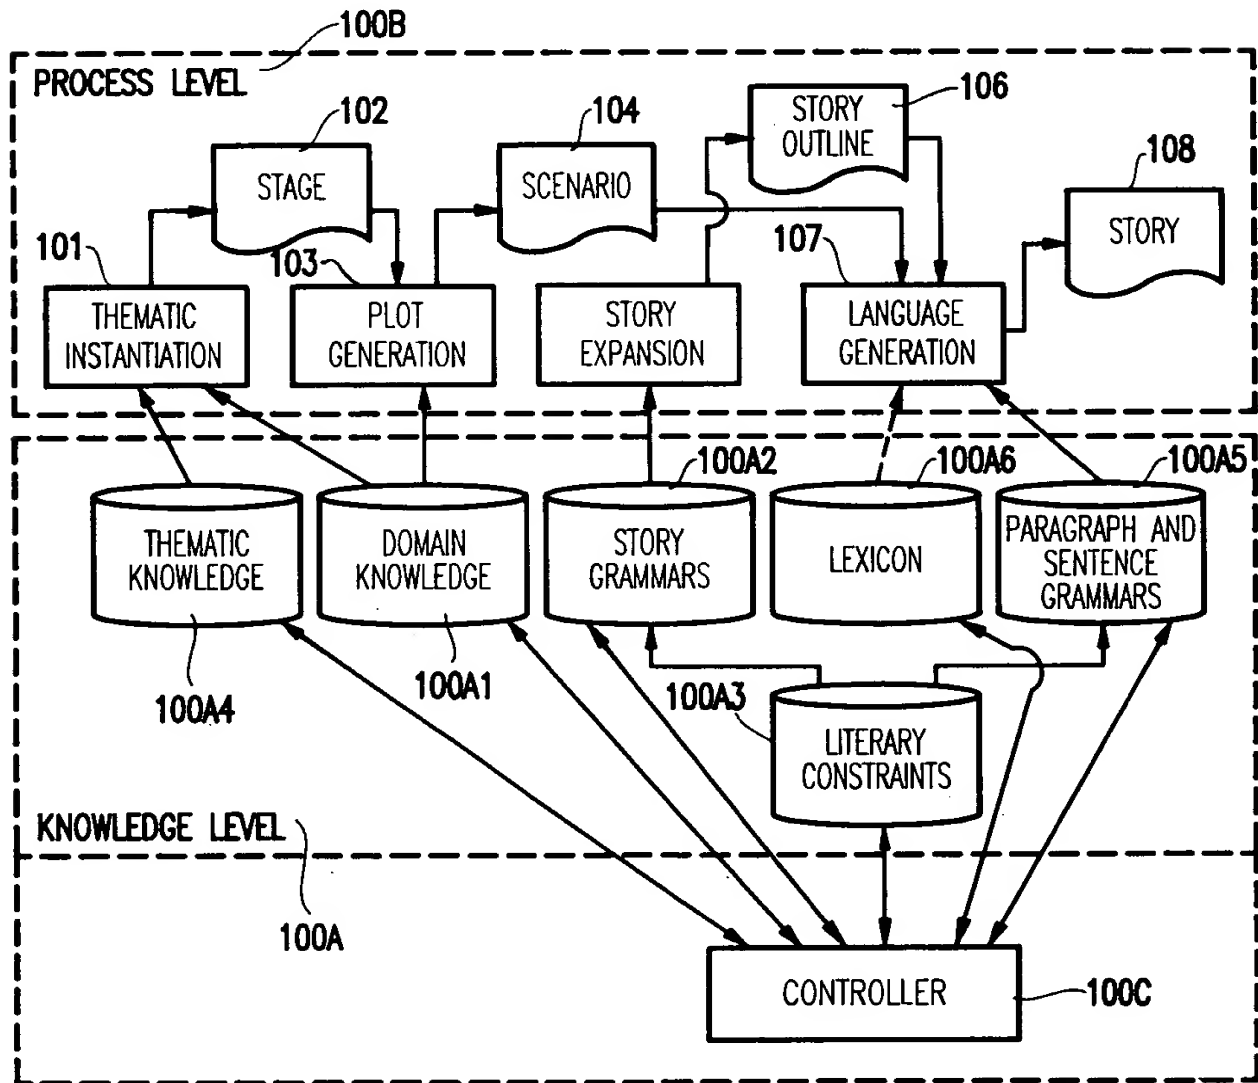 100B
PROCESS LEVEL
102
104
STORY
OUTLINE
106
108
STAGE
SCENARIO
STORY
101
103
107
THEMATIC
INSTANTIATION
PLOT
GENERATION
STORY
EXPANSION
LANGUAGE
GENERATION
100A2
100A6
100A5
THEMATIC
KNOWLEDGE
DOMAIN
KNOWLEDGE
STORY
GRAMMARS
LEXICON
PARAGRAPH AND
SENTENCE
GRAMMARS
100A4
100A1
100A3
LITERARY
CONSTRAINTS
KNOWLEDGE LEVEL
100A
CONTROLLER
100C